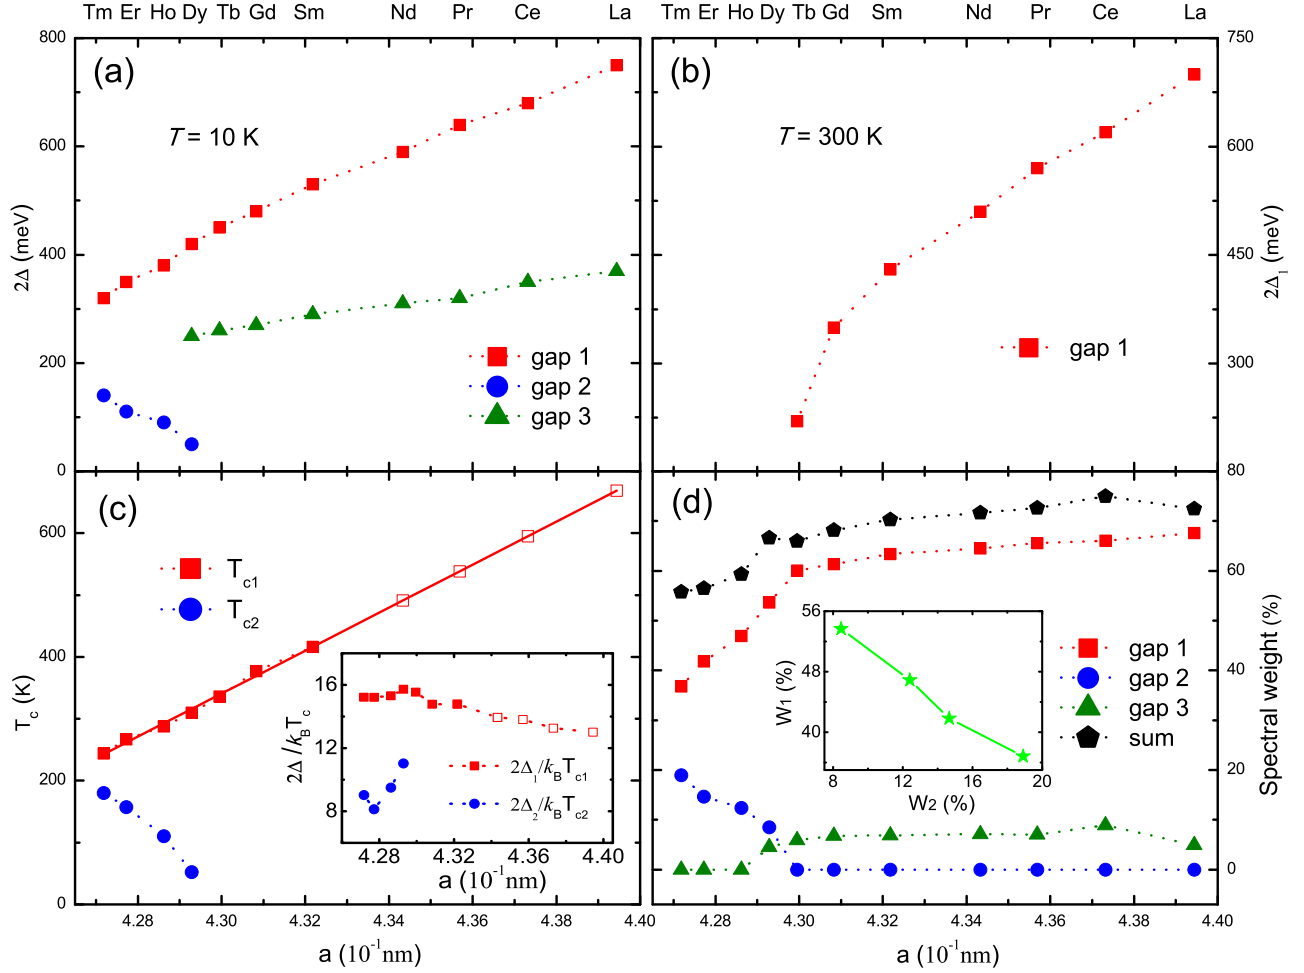 Tm Er Ho Dy Tb Gd Sm Nd Pr Ce La
Tm Er Ho Dy Tb Gd Sm Nd Pr Ce La
(a)
T = 10 K
2Δ (meV)
800
600
400
200
0
gap 1
gap 2
gap 3
(b)
T = 300 K
2Δ₁ (meV)
750
600
450
300
gap 1
(c)
T_c (K)
600
400
200
0
T_c1
T_c2
2Δ/k_BT_c
16
12
8
2Δ₁/k_BT_c1
2Δ₂/k_BT_c2
4.28 4.32 4.36 4.40
a (10⁻¹nm)
4.28 4.30 4.32 4.34 4.36 4.38 4.40
a (10⁻¹nm)
(d)
Spectral weight (%)
80
60
40
20
0
W₁ (%)
56
48
40
8 12 16 20
W₂ (%)
gap 1
gap 2
gap 3
sum
4.28 4.30 4.32 4.34 4.36 4.38 4.40
a (10⁻¹nm)